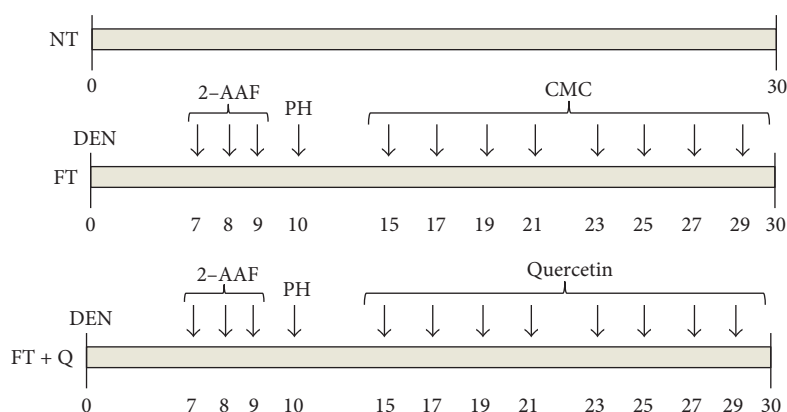 NT
0 30
2–AAF PH CMC
DEN
FT
0 7 8 9 10 15 17 19 21 23 25 27 29 30
2–AAF PH Quercetin
DEN
FT + Q
0 7 8 9 10 15 17 19 21 23 25 27 29 30